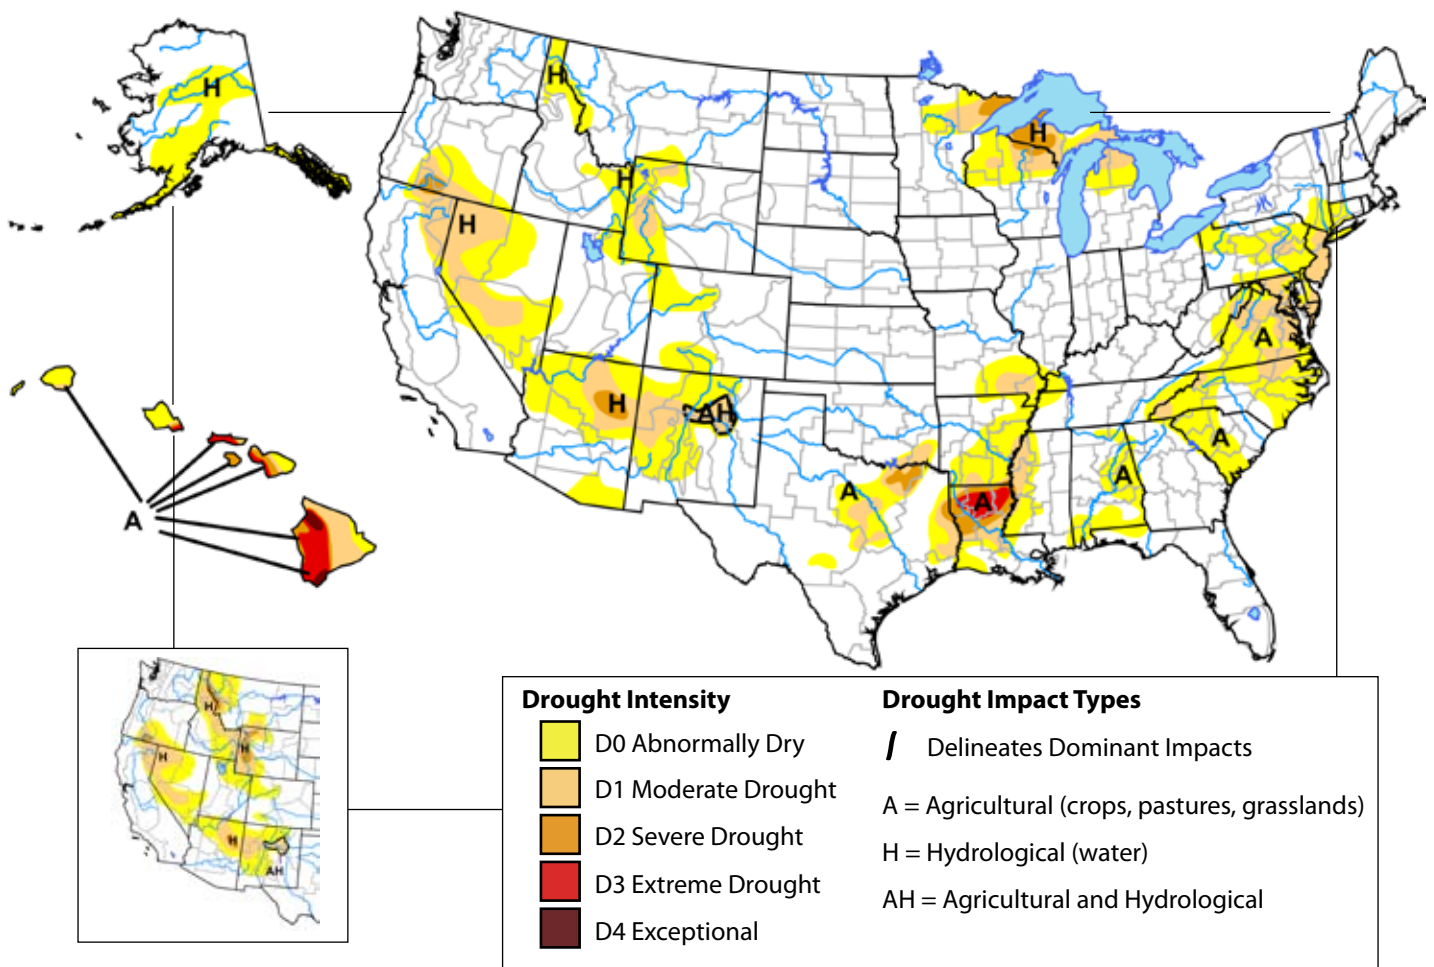 H
H
H
H
A
H
A
H
AH
A
A
A
A
A
H
H
H
H
AH
Drought Intensity
D0 Abnormally Dry
D1 Moderate Drought
D2 Severe Drought
D3 Extreme Drought
D4 Exceptional
Drought Impact Types
Delineates Dominant Impacts
A = Agricultural (crops, pastures, grasslands)
H = Hydrological (water)
AH = Agricultural and Hydrological